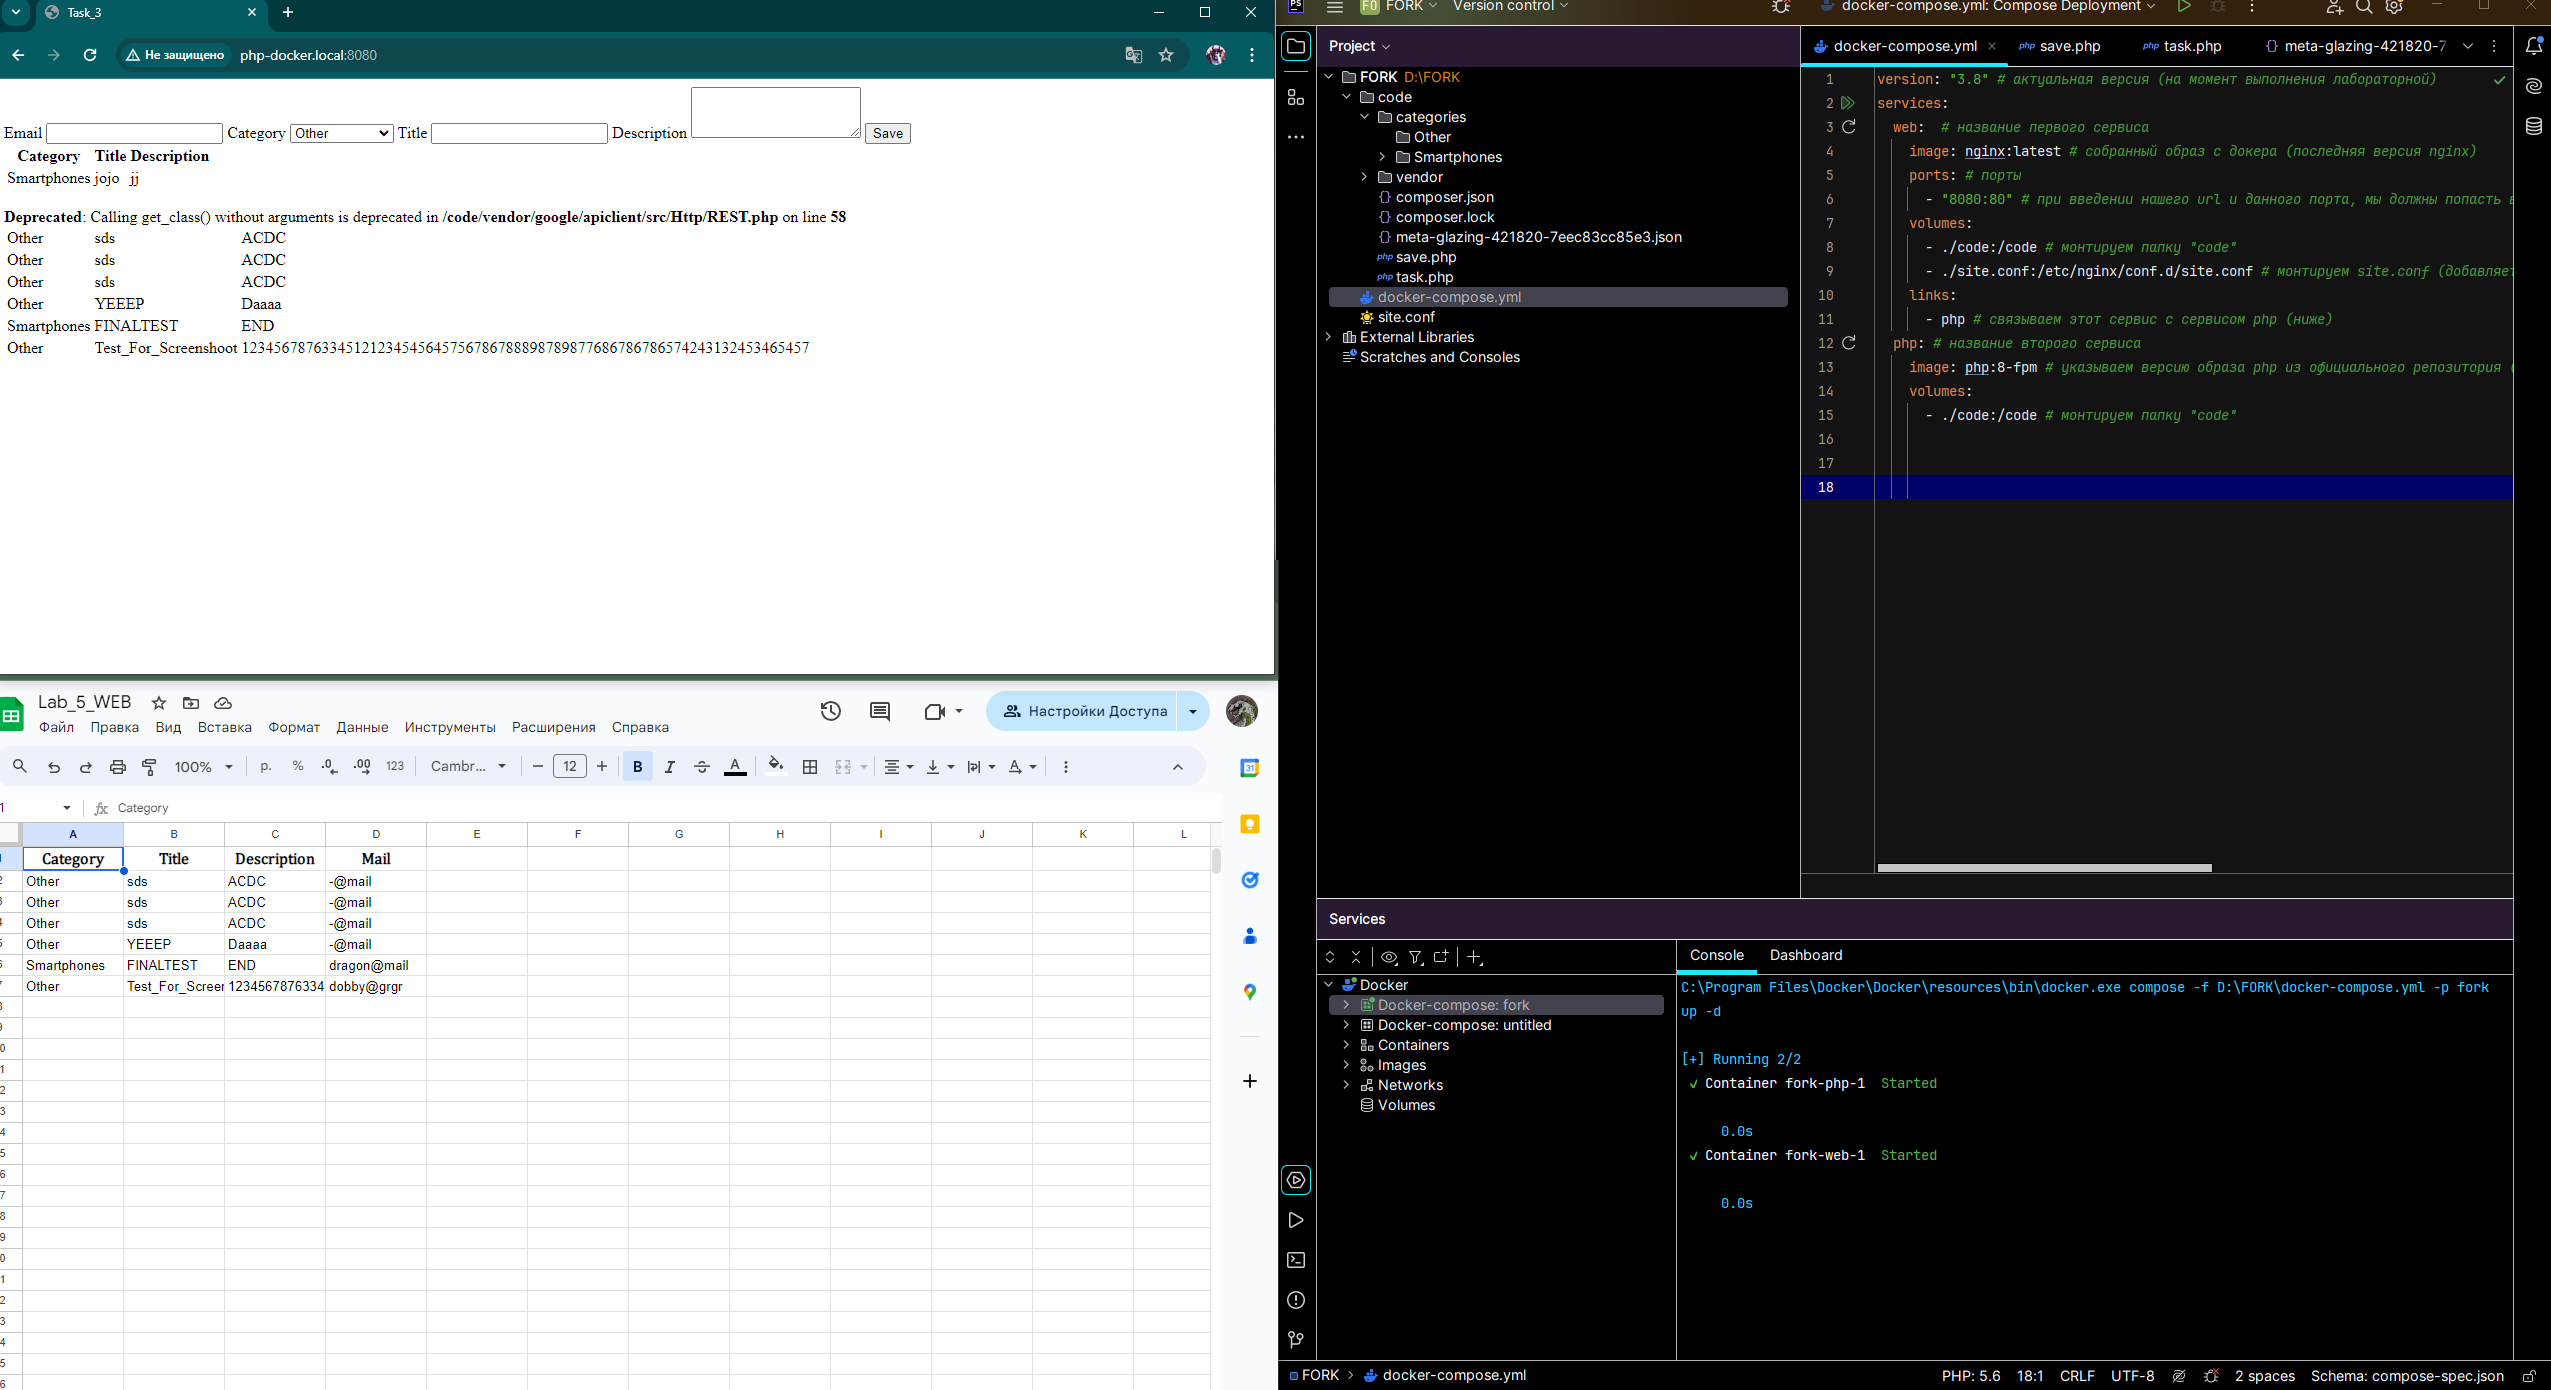 Task_3
Не защищено php-docker.local:8080
Email Category Other Title Description Save
Category Title Description
Smartphones jojo jj
Deprecated: Calling get_class() without arguments is deprecated in /code/vendor/google/apiclient/src/Http/REST.php on line 58
Other sds ACDC
Other sds ACDC
Other sds ACDC
Other YEEEP Daaaa
Smartphones FINALTEST END
Other Test_For_Screenshoot
Lab_5_WEB
Настройки Доступа
Файл Правка Вид Вставка Формат Данные Инструменты Расширения Справка
100% р. % .0 .00 123 Cambr... 12 B I A
Category
A B C D E F G H I J K L
Category Title Description Mail
Other sds ACDC -@mail
Other sds ACDC -@mail
Other sds ACDC -@mail
Other YEEEP Daaaa -@mail
Smartphones FINALTEST END dragon@mail
Other Test_For_Screer 1234567876334 dobby@grgr
PS FO FORK Version control docker-compose.yml: Compose Deployment
Project
FORK D:\FORK
code
categories
Other
Smartphones
vendor
composer.json
composer.lock
meta-glazing-421820-7eec83cc85e3.json
save.php
task.php
docker-compose.yml
site.conf
External Libraries
Scratches and Consoles
docker-compose.yml save.php task.php meta-glazing-421820-7
1 version: "3.8" # актуальная версия (на момент выполнения лабораторной)
2 services:
3 web: # название первого сервиса
4 image: nginx:latest # собранный образ с докера (последняя версия nginx)
5 ports: # порты
6 - "8080:80" # при введении нашего url и данного порта, мы должны попасть в
7 volumes:
8 - ./code:/code # монтируем папку "code"
9 - ./site.conf:/etc/nginx/conf.d/site.conf # монтируем site.conf (добавляет
10 links:
11 - php # связываем этот сервис с сервисом php (ниже)
12 php: # название второго сервиса
13 image: php:8-fpm # указываем версию образа php из официального репозитория (
14 volumes:
15 - ./code:/code # монтируем папку "code"
16
17
18
Services
Docker
Docker-compose: fork
Docker-compose: untitled
Containers
Images
Networks
Volumes
Console Dashboard
C:\Program Files\Docker\Docker\resources\bin\docker.exe compose -f D:\FORK\docker-compose.yml -p fork
up -d
[+] Running 2/2
✔ Container fork-php-1 Started
0.0s
✔ Container fork-web-1 Started
0.0s
FORK > docker-compose.yml PHP: 5.6 18:1 CRLF UTF-8 2 spaces Schema: compose-spec.json